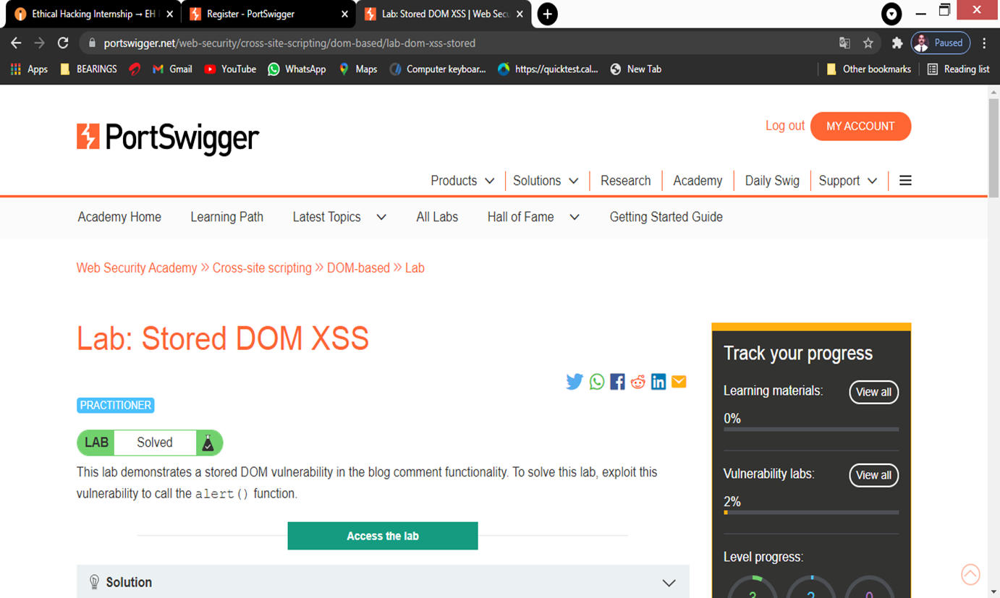 Ethical Hacking Internship → EH
Register - PortSwigger
Lab: Stored DOM XSS | Web Secu
portswigger.net/web-security/cross-site-scripting/dom-based/lab-dom-xss-stored
Paused
Apps
BEARINGS
Gmail
YouTube
WhatsApp
Maps
Computer keyboar...
https://quicktest.cal...
New Tab
Other bookmarks
Reading list
PortSwigger
Log out
MY ACCOUNT
Products
Solutions
Research
Academy
Daily Swig
Support
Academy Home
Learning Path
Latest Topics
All Labs
Hall of Fame
Getting Started Guide
Web Security Academy » Cross-site scripting » DOM-based » Lab
Lab: Stored DOM XSS
PRACTITIONER
LAB
Solved
This lab demonstrates a stored DOM vulnerability in the blog comment functionality. To solve this lab, exploit this
vulnerability to call the alert() function.
Access the lab
Solution
Track your progress
Learning materials:
View all
0%
Vulnerability labs:
View all
2%
Level progress: